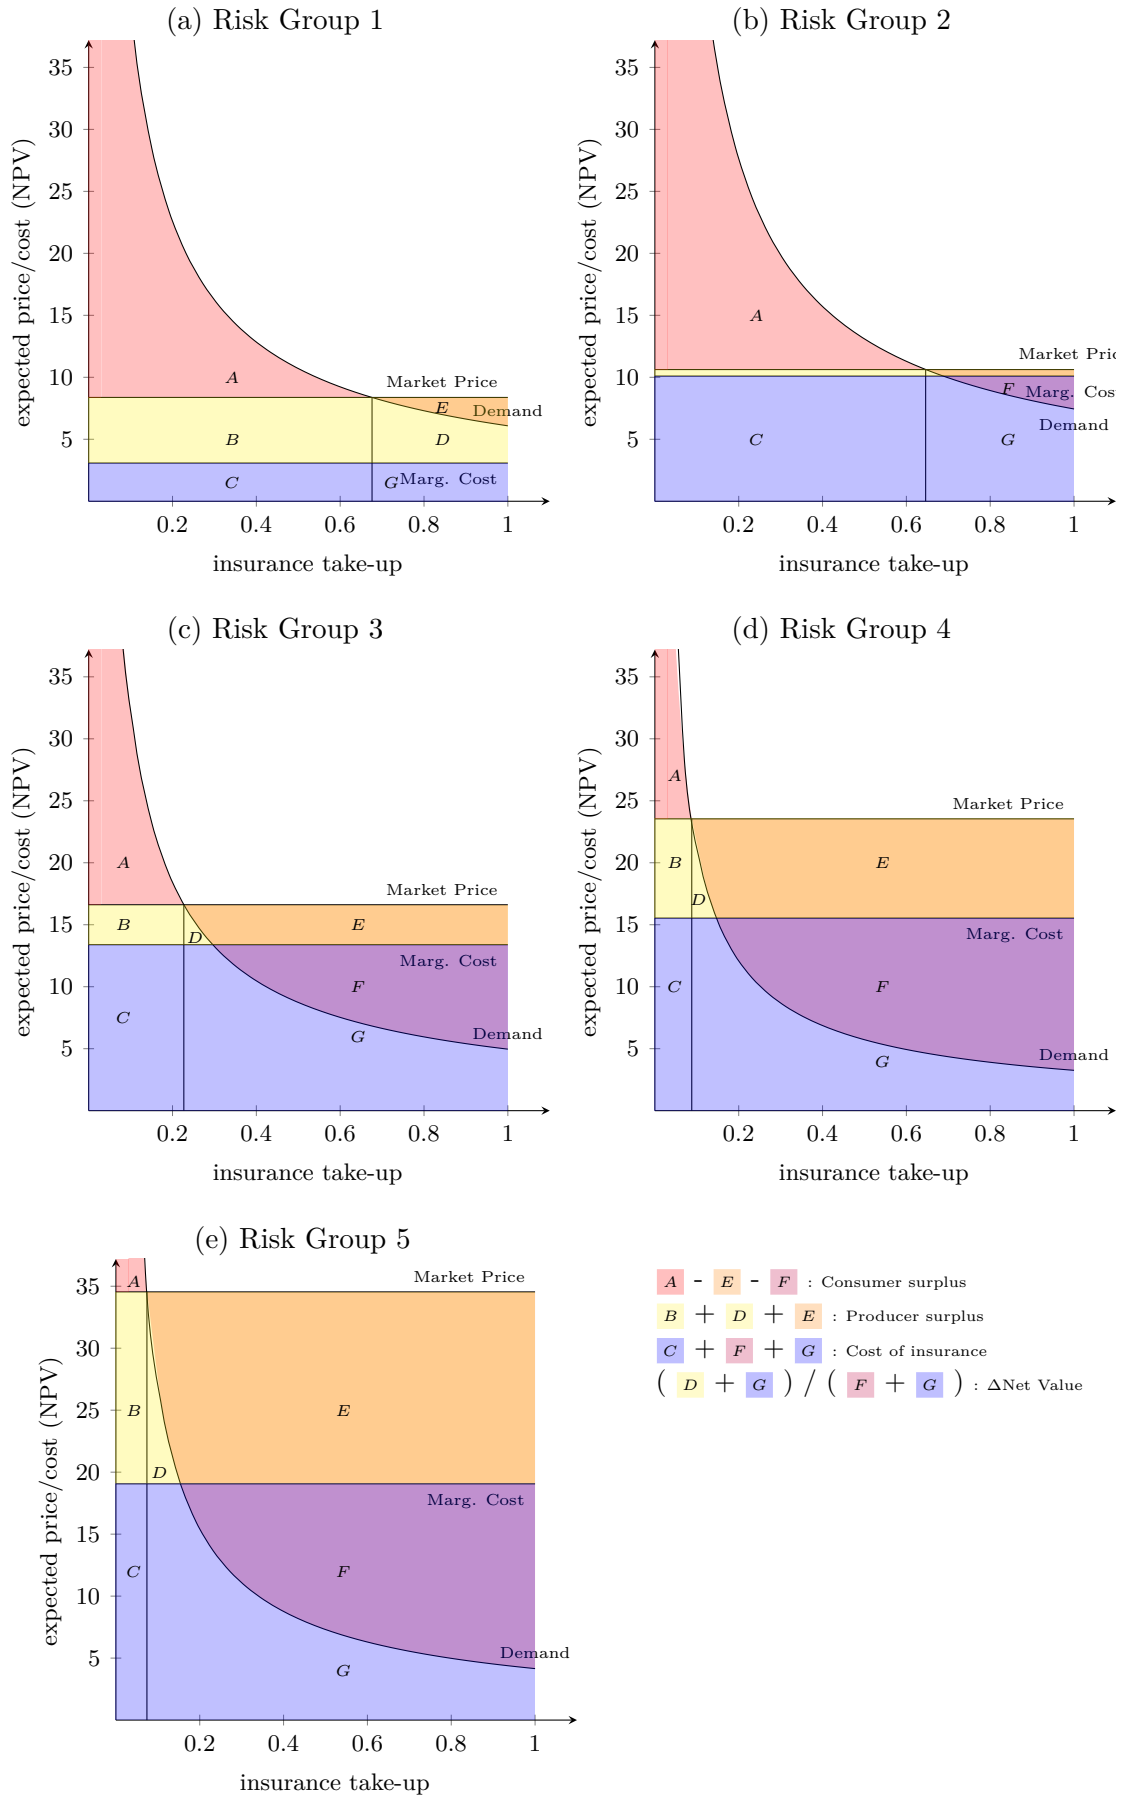 (a) Risk Group 1
35
30
25
20
15
10
5
expected price/cost (NPV)
A
B
C
D
E
G
Market Price
Demand
Marg. Cost
0.2 0.4 0.6 0.8 1
insurance take-up
(b) Risk Group 2
35
30
25
20
15
10
5
expected price/cost (NPV)
A
C
F
G
Market Pric
Marg. Cos
Demand
0.2 0.4 0.6 0.8 1
insurance take-up
(c) Risk Group 3
35
30
25
20
15
10
5
expected price/cost (NPV)
A
B
C
D
E
F
G
Market Price
Marg. Cost
Demand
0.2 0.4 0.6 0.8 1
insurance take-up
(d) Risk Group 4
35
30
25
20
15
10
5
expected price/cost (NPV)
A
B
C
D
E
F
G
Market Price
Marg. Cost
Demand
0.2 0.4 0.6 0.8 1
insurance take-up
(e) Risk Group 5
35
30
25
20
15
10
5
expected price/cost (NPV)
A
B
C
D
E
F
G
Market Price
Marg. Cost
Demand
0.2 0.4 0.6 0.8 1
insurance take-up
A - E - F : Consumer surplus
B + D + E : Producer surplus
C + F + G : Cost of insurance
( D + G ) / ( F + G ) : ΔNet Value